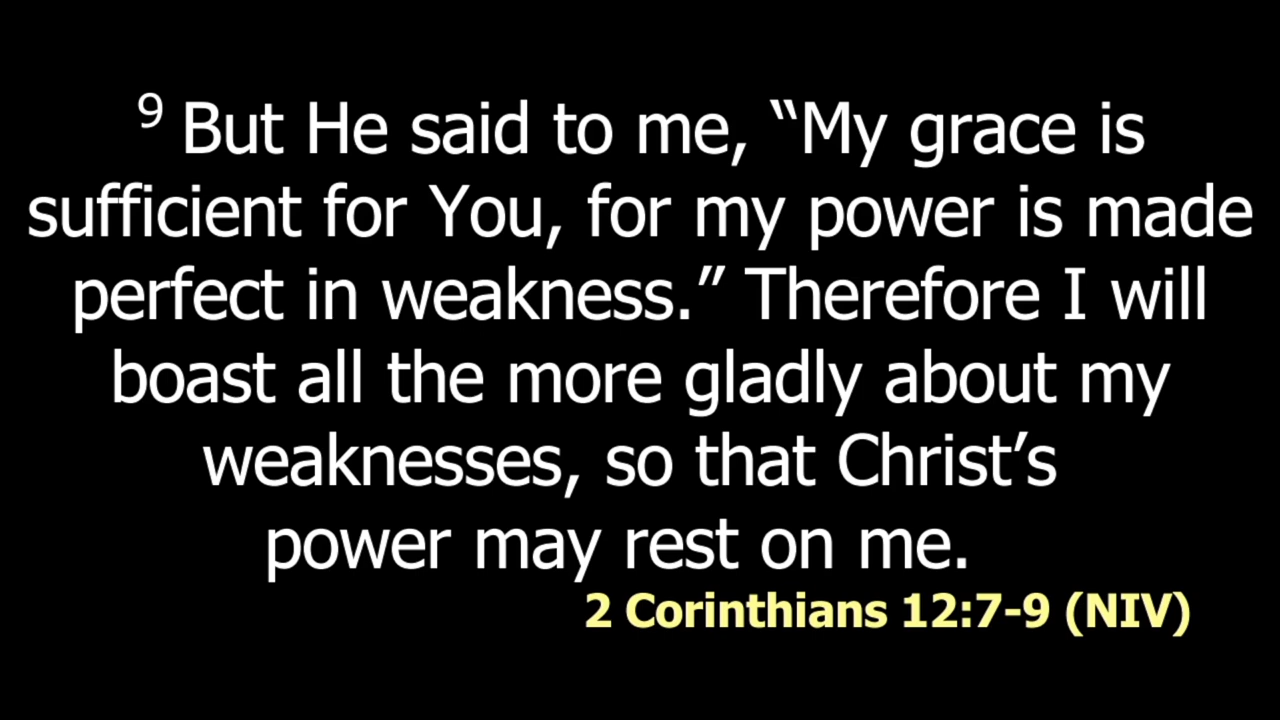 9 But He said to me, “My grace is
sufficient for You, for my power is made
perfect in weakness.” Therefore I will
boast all the more gladly about my
weaknesses, so that Christ’s
power may rest on me.
2 Corinthians 12:7-9 (NIV)